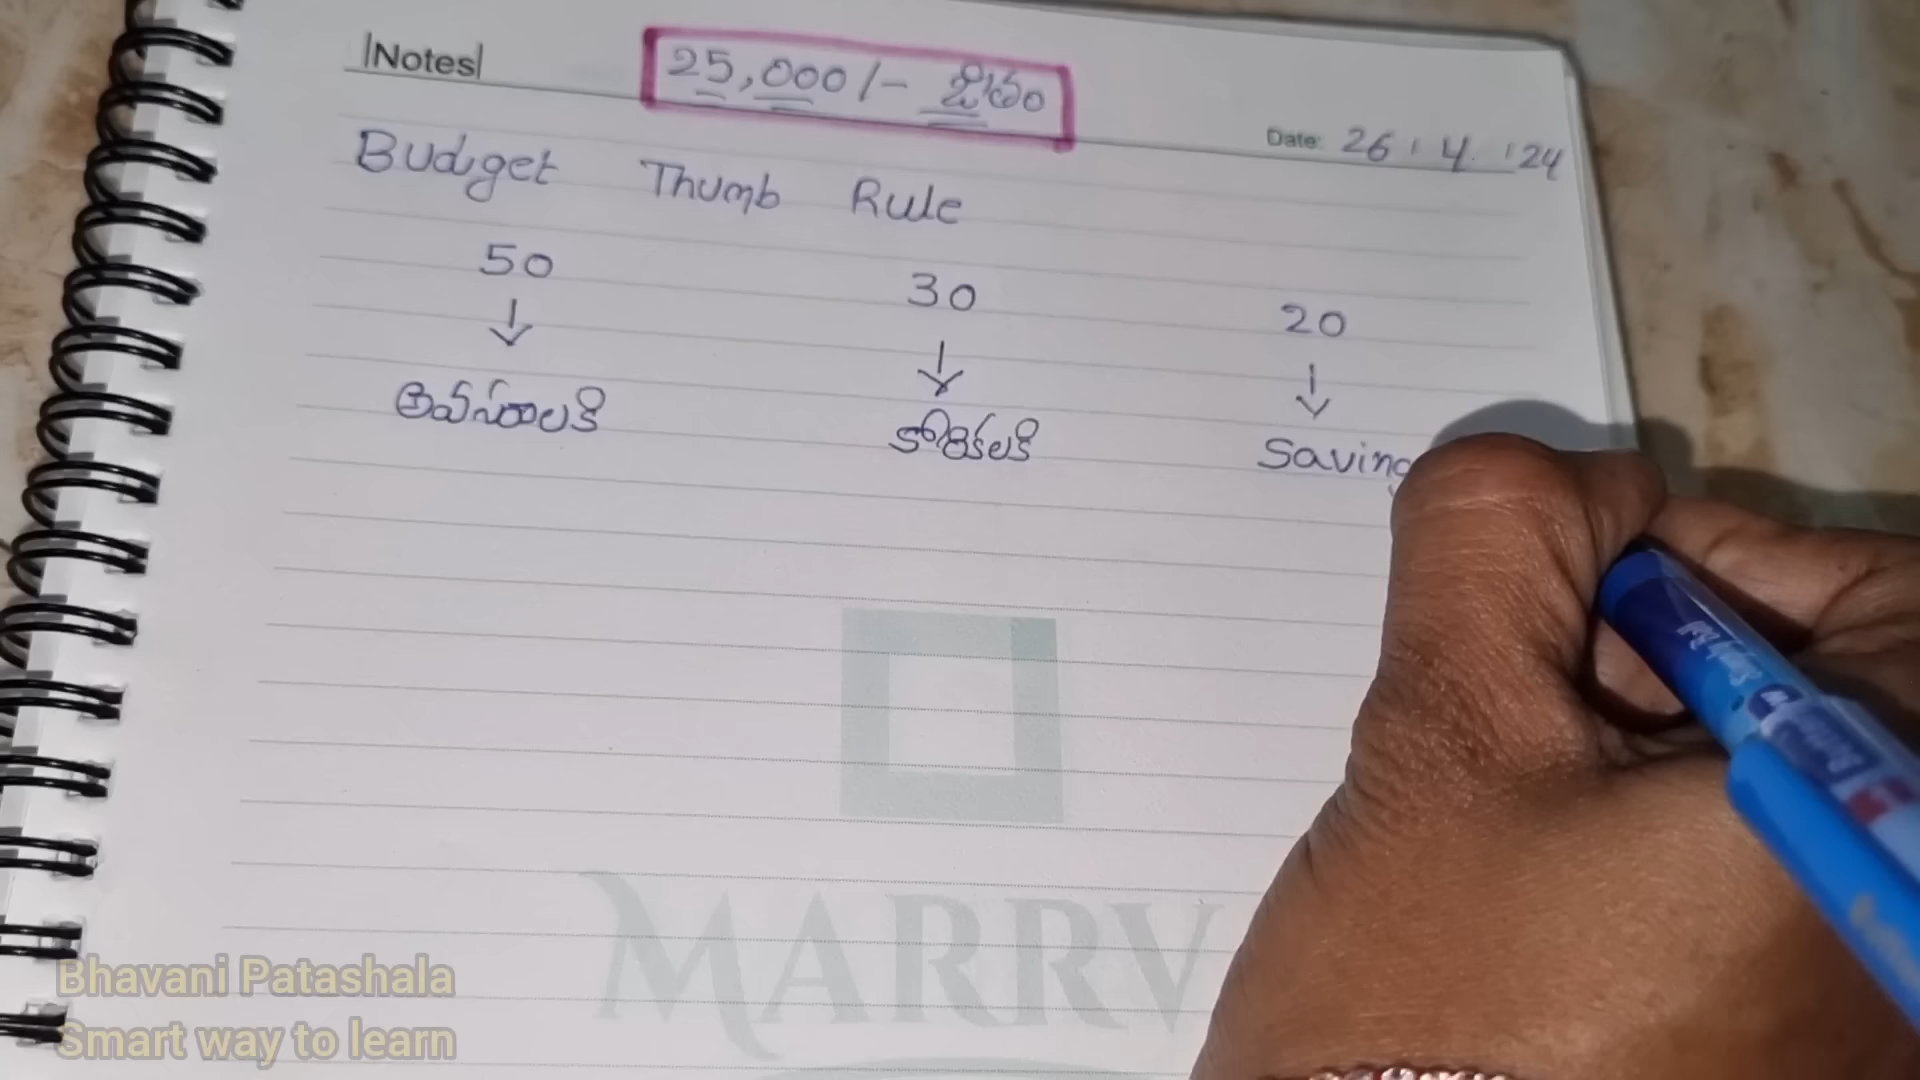 Notes
25,000/- జీతం
Date: 26 / 4 / 24
Budget Thumb Rule
50 30 20
↓ ↓ ↓
అవసరాలకి కోరికలకి Saving
MARRV
Bhavani Patashala
Smart way to learn